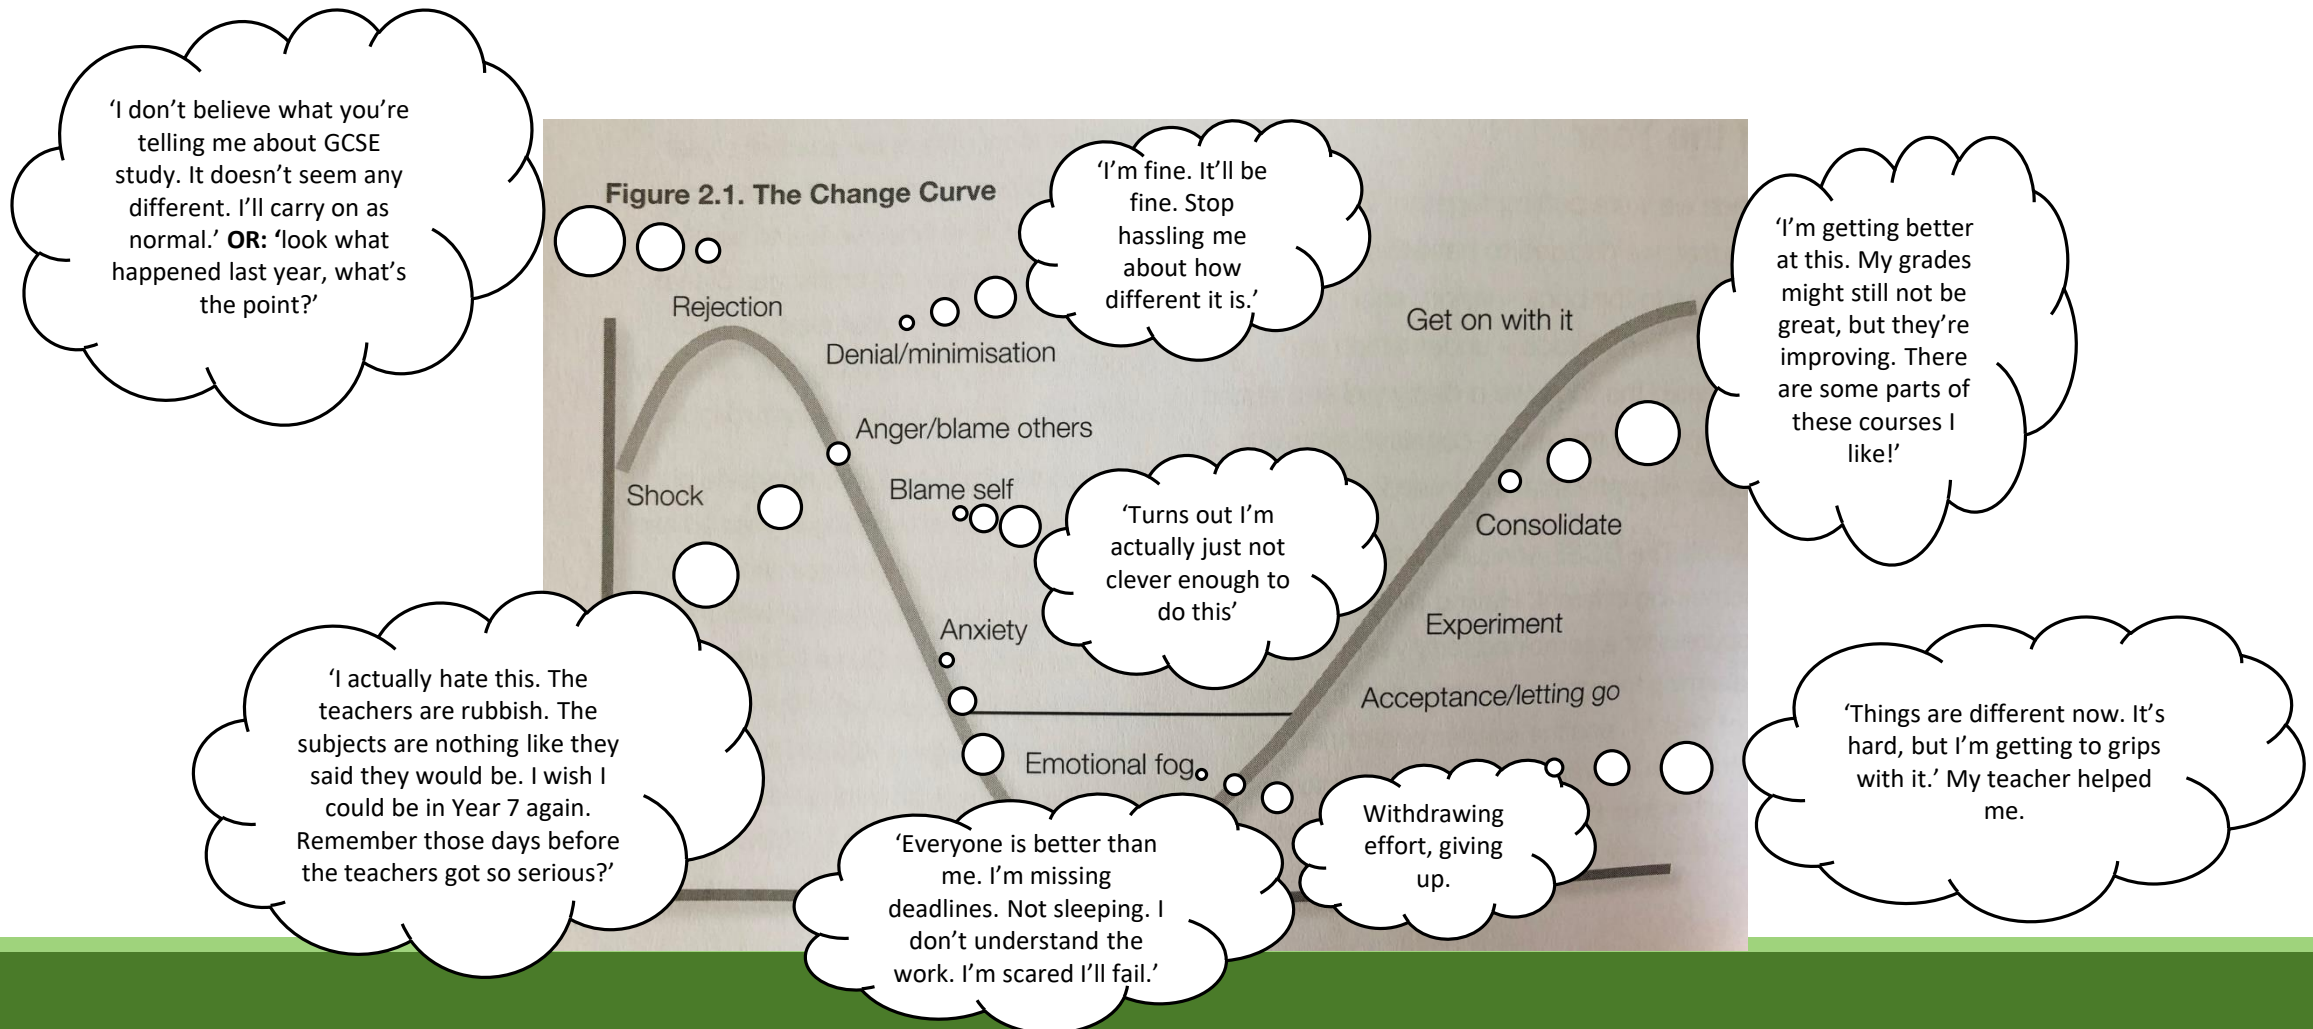 ‘I don’t believe what you’re
telling me about GCSE
study. It doesn’t seem any
different. I’ll carry on as
normal.’ OR: ‘look what
happened last year, what’s
the point?’
Figure 2.1. The Change Curve
‘I’m fine. It’ll be
fine. Stop
hassling me
about how
different it is.’
Rejection
Denial/minimisation
Anger/blame others
Shock
Blame self
‘Turns out I’m
actually just not
clever enough to
do this’
Anxiety
Emotional fog
‘I actually hate this. The
teachers are rubbish. The
subjects are nothing like they
said they would be. I wish I
could be in Year 7 again.
Remember those days before
the teachers got so serious?’
‘Everyone is better than
me. I’m missing
deadlines. Not sleeping. I
don’t understand the
work. I’m scared I’ll fail.’
Withdrawing
effort, giving
up.
Get on with it
Consolidate
Experiment
Acceptance/letting go
‘I’m getting better
at this. My grades
might still not be
great, but they’re
improving. There
are some parts of
these courses I
like!’
‘Things are different now. It’s
hard, but I’m getting to grips
with it.’ My teacher helped
me.